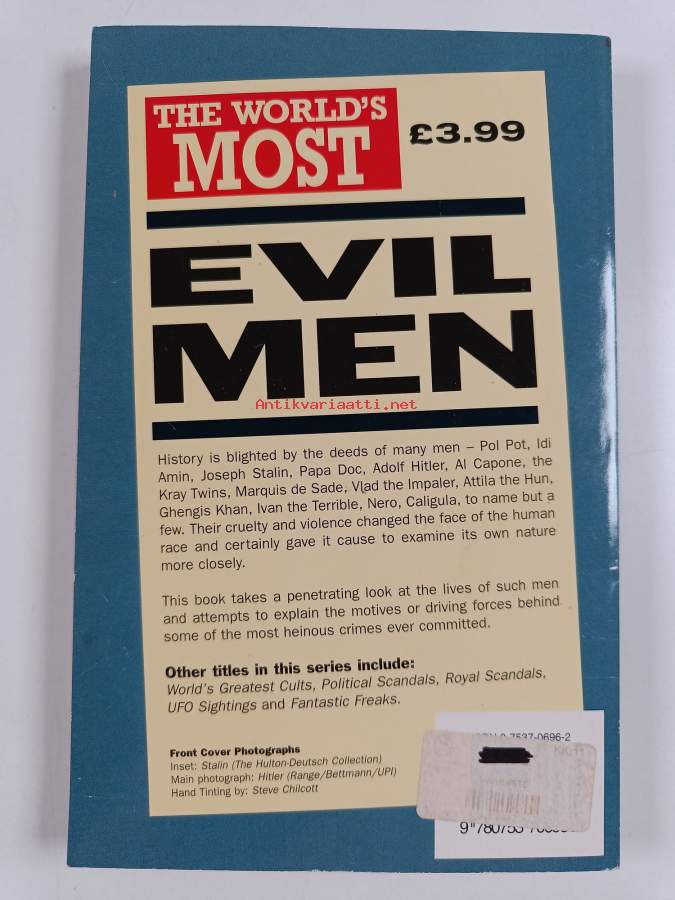 THE WORLD'S
MOST
£3.99
EVIL
MEN
Antikvariaatti.net
History is blighted by the deeds of many men – Pol Pot, Idi
Amin, Joseph Stalin, Papa Doc, Adolf Hitler, Al Capone, the
Kray Twins, Marquis de Sade, Vlad the Impaler, Attila the Hun,
Ghengis Khan, Ivan the Terrible, Nero, Caligula, to name but a
few. Their cruelty and violence changed the face of the human
race and certainly gave it cause to examine its own nature
more closely.
This book takes a penetrating look at the lives of such men
and attempts to explain the motives or driving forces behind
some of the most heinous crimes ever committed.
Other titles in this series include:
World's Greatest Cults, Political Scandals, Royal Scandals,
UFO Sightings and Fantastic Freaks.
Front Cover Photographs
Inset: Stalin (The Hulton-Deutsch Collection)
Main photograph: Hitler (Range/Bettmann/UPI)
Hand Tinting by: Steve Chilcott
7537-0696-2
9 780753